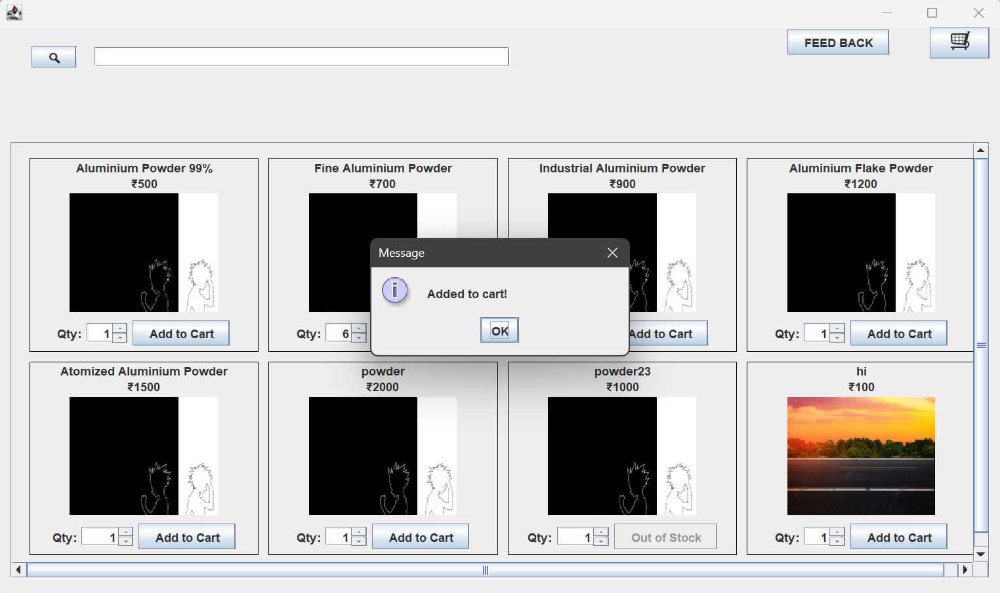 FEED BACK
Aluminium Powder 99%
₹500
Qty: 1 Add to Cart
Fine Aluminium Powder
₹700
Qty: 6
Industrial Aluminium Powder
₹900
Add to Cart
Aluminium Flake Powder
₹1200
Qty: 1 Add to Cart
Message
Added to cart!
OK
Atomized Aluminium Powder
₹1500
Qty: 1 Add to Cart
powder
₹2000
Qty: 1 Add to Cart
powder23
₹1000
Qty: 1 Out of Stock
hi
₹100
Qty: 1 Add to Cart